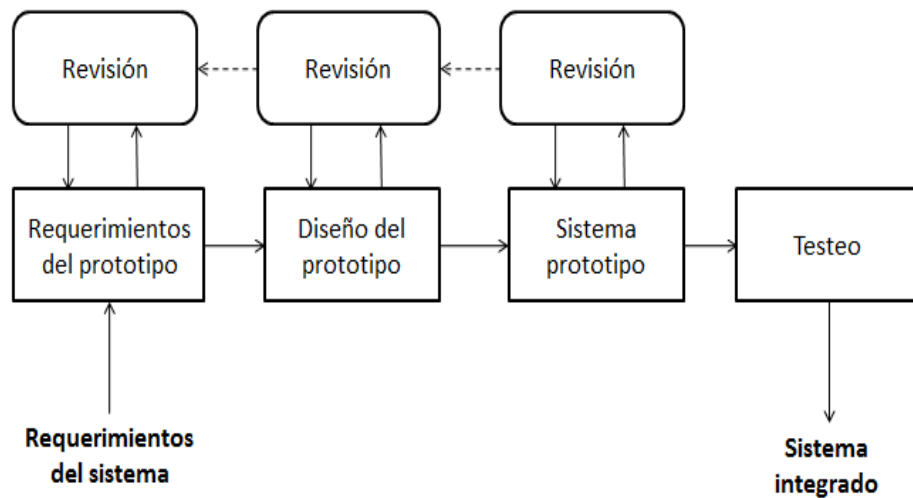 Revisión
Revisión
Revisión
Requerimientos
del prototipo
Diseño del
prototipo
Sistema
prototipo
Testeo
Requerimientos
del sistema
Sistema
integrado